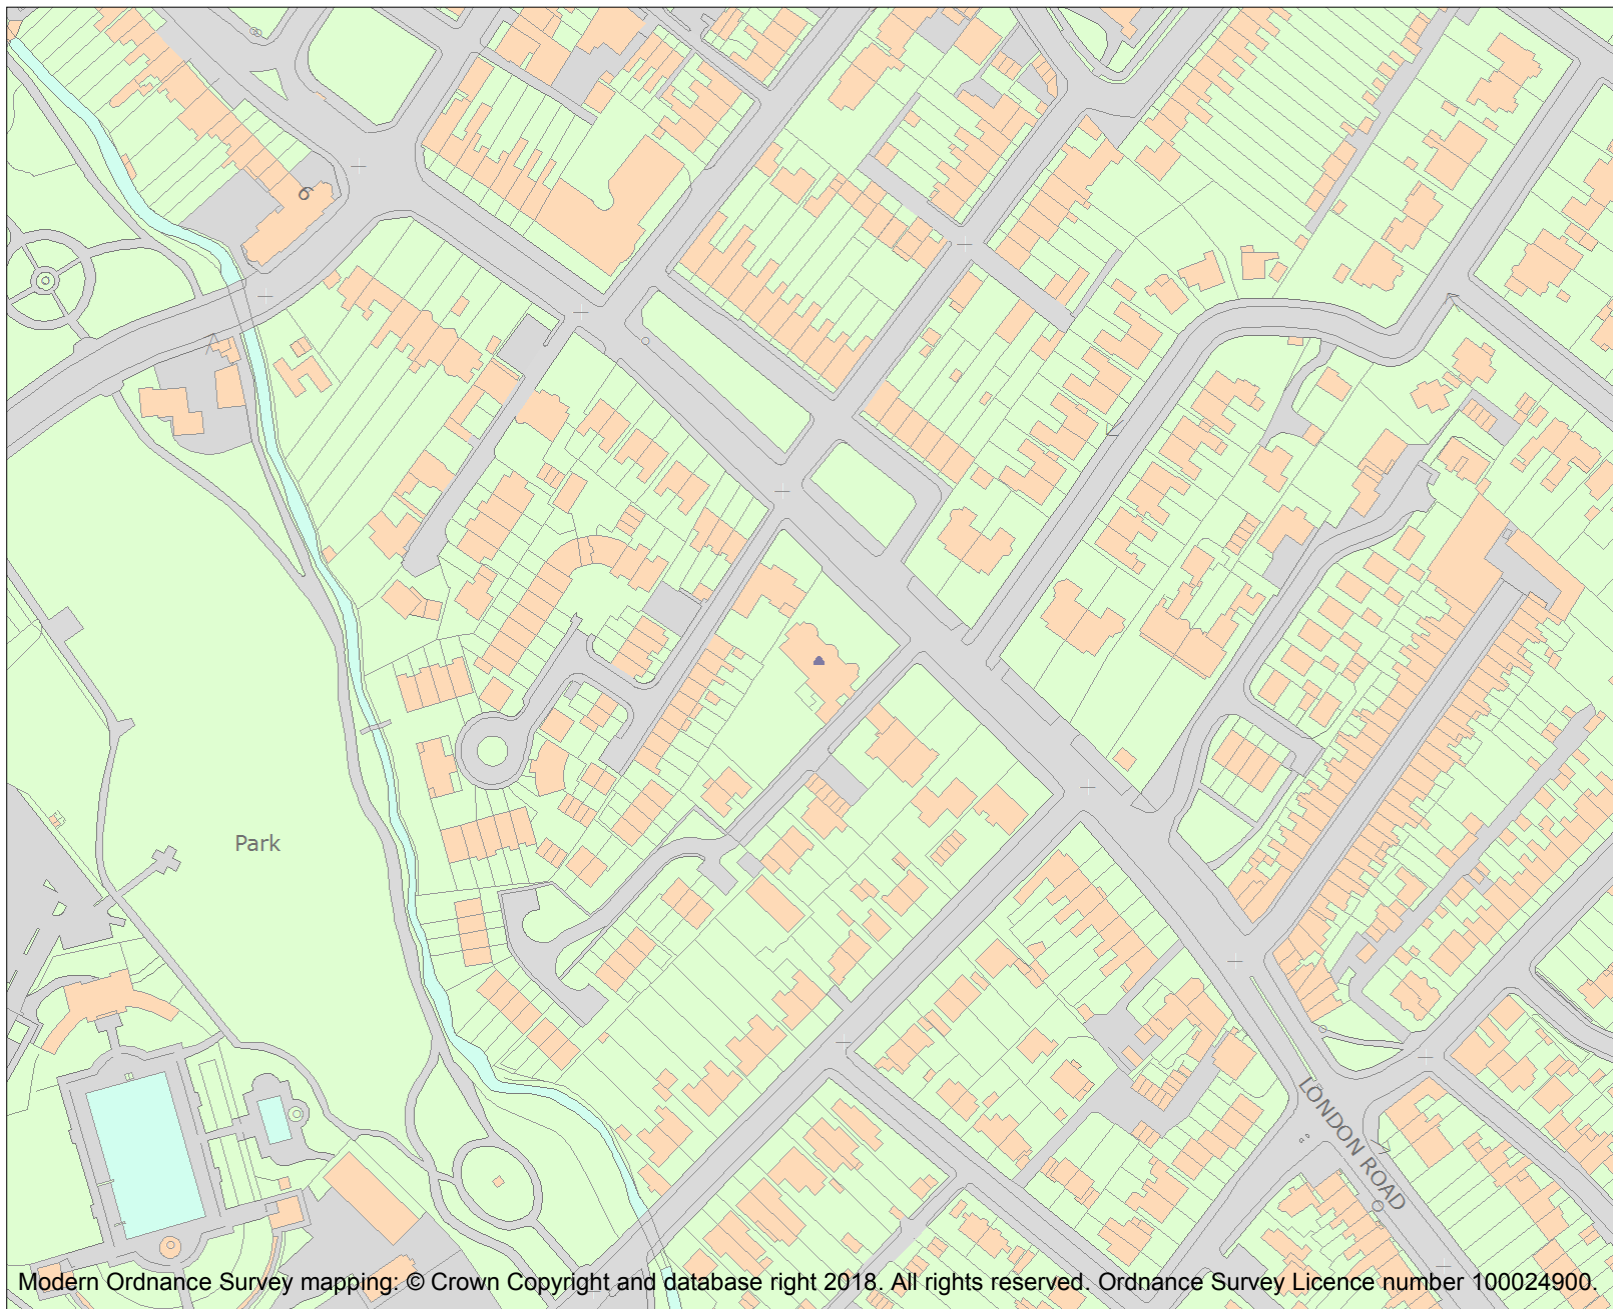 6
Park
LONDON ROAD
Modern Ordnance Survey mapping: © Crown Copyright and database right 2018. All rights reserved. Ordnance Survey Licence number 100024900.